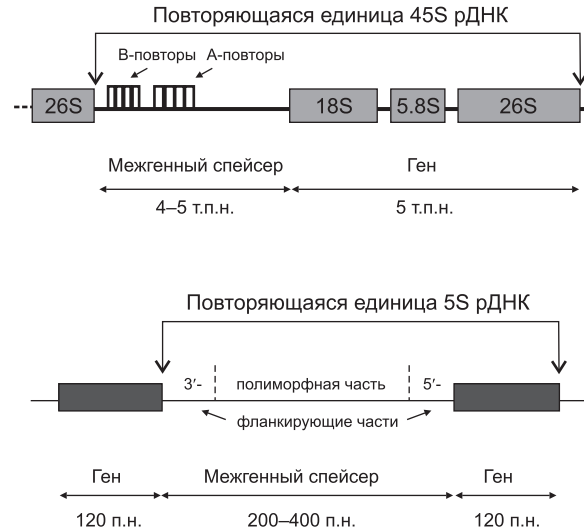 Повторяющаяся единица 45S рДНК
В-повторы
А-повторы
26S
18S
5.8S
26S
Межгенный спейсер
Ген
4–5 т.п.н.
5 т.п.н.
Повторяющаяся единица 5S рДНК
3′-
полиморфная часть
5′-
фланкирующие части
Ген
Межгенный спейсер
Ген
120 п.н.
200–400 п.н.
120 п.н.